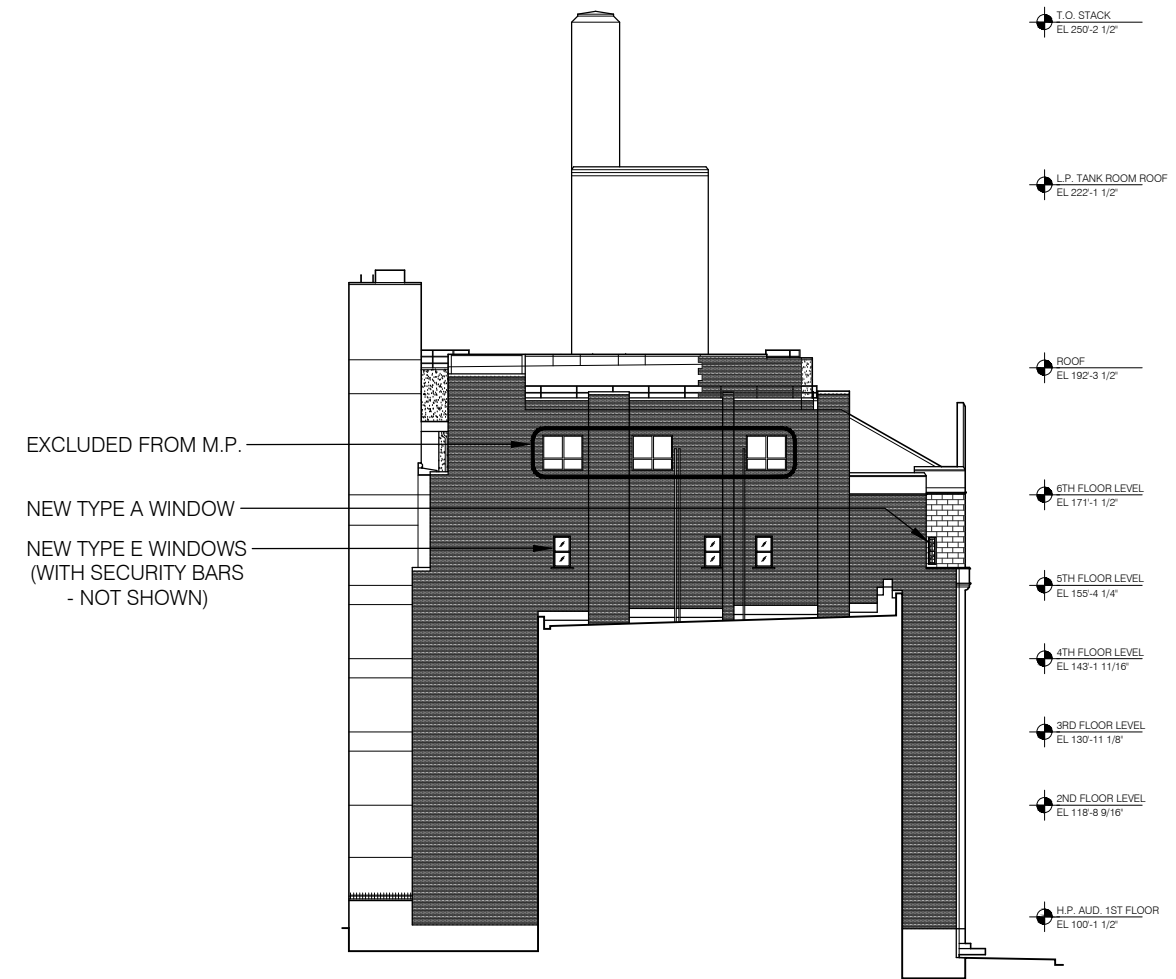 T.O. STACK
EL 250'-2 1/2"
L.P. TANK ROOM ROOF
EL 222'-1 1/2"
ROOF
EL 192'-3 1/2"
EXCLUDED FROM M.P.
6TH FLOOR LEVEL
EL 171'-1 1/2"
NEW TYPE A WINDOW
NEW TYPE E WINDOWS
(WITH SECURITY BARS
- NOT SHOWN)
5TH FLOOR LEVEL
EL 155'-4 1/4"
4TH FLOOR LEVEL
EL 143'-1 11/16"
3RD FLOOR LEVEL
EL 130'-11 1/8"
2ND FLOOR LEVEL
EL 118'-8 9/16"
H.P. AUD. 1ST FLOOR
EL 100'-1 1/2"